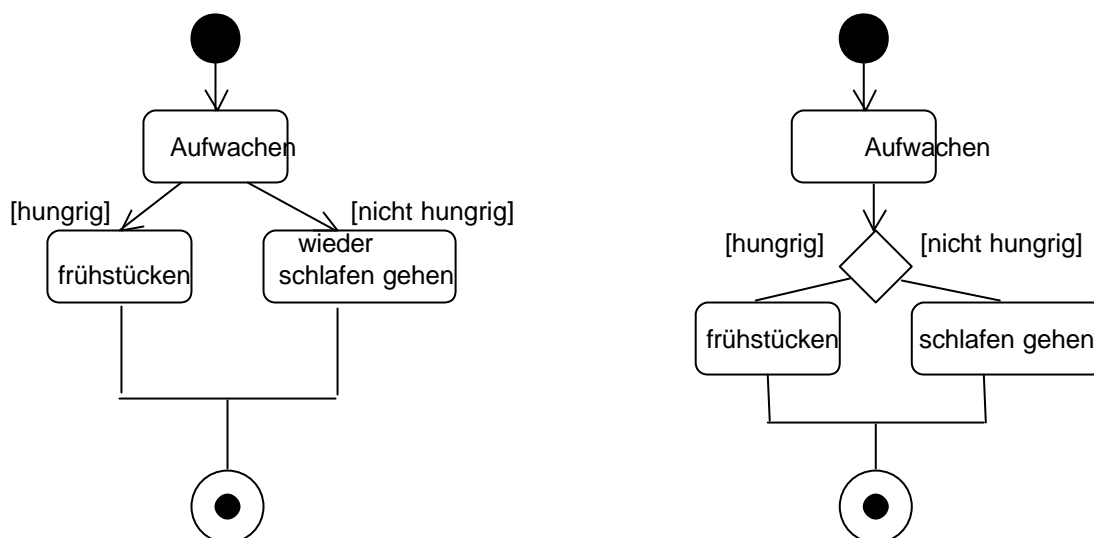 Aufwachen
[hungrig]
[nicht hungrig]
frühstücken
wieder
schlafen gehen
Aufwachen
[hungrig]
[nicht hungrig]
frühstücken
schlafen gehen